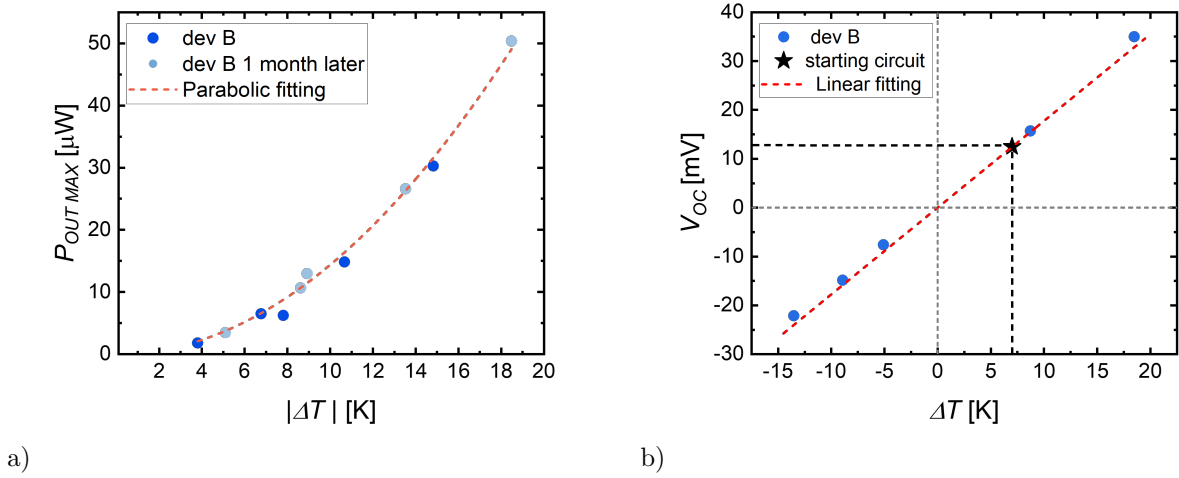 dev B
dev B 1 month later
Parabolic fitting
P_OUT MAX [µW]
50
40
30
20
10
0
2 4 6 8 10 12 14 16 18 20
|ΔT| [K]
a)
dev B
starting circuit
Linear fitting
V_OC [mV]
40
30
20
10
0
-10
-20
-30
-15 -10 -5 0 5 10 15 20
ΔT [K]
b)